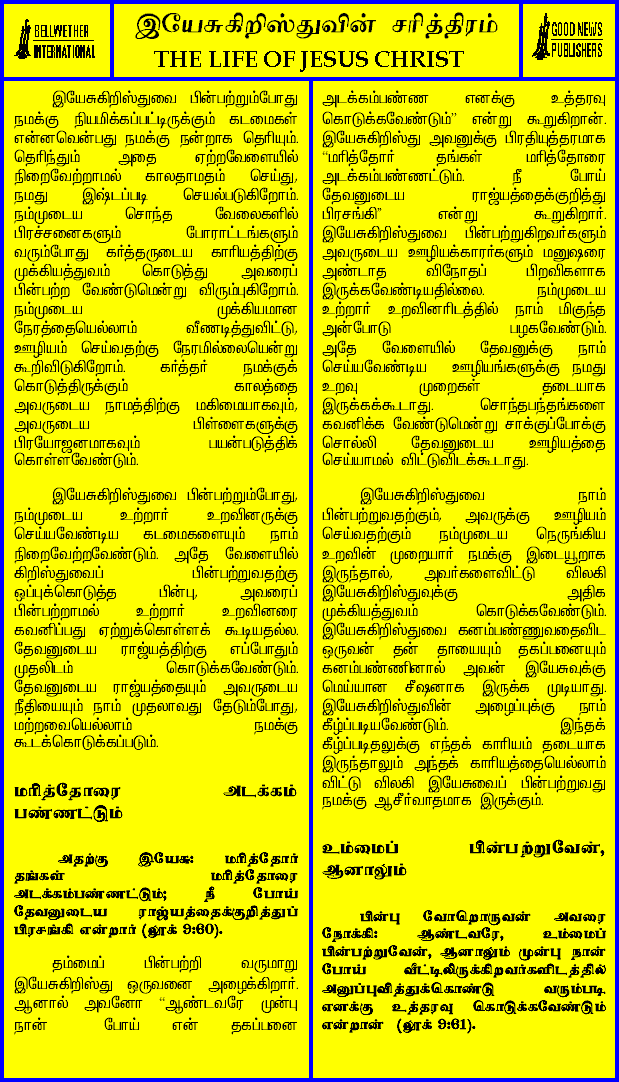 BELLWETHER
INTERNATIONAL
இயேசுகிறிஸ்துவின் சரித்திரம்
THE LIFE OF JESUS CHRIST
GOOD NEWS
PUBLISHERS
இயேசுகிறிஸ்துவை பின்பற்றும்போது
நமக்கு நியமிக்கப்பட்டிருக்கும் கடமைகள்
என்னவென்பது நமக்கு நன்றாக தெரியும்.
தெரிந்தும் அதை ஏற்றவேளையில்
நிறைவேற்றாமல் காலதாமதம் செய்து,
நமது இஷ்டப்படி செயல்படுகிறோம்.
நம்முடைய சொந்த வேலைகளில்
பிரச்சனைகளும் போராட்டங்களும்
வரும்போது கர்த்தருடைய காரியத்திற்கு
முக்கியத்துவம் கொடுத்து அவரைப்
பின்பற்ற வேண்டுமென்று விரும்புகிறோம்.
நம்முடைய முக்கியமான
நேரத்தையெல்லாம் வீணடித்துவிட்டு,
ஊழியம் செய்வதற்கு நேரமில்லையென்று
கூறிவிடுகிறோம். கர்த்தர் நமக்குக்
கொடுத்திருக்கும் காலத்தை
அவருடைய நாமத்திற்கு மகிமையாகவும்,
அவருடைய பிள்ளைகளுக்கு
பிரயோஜனமாகவும் பயன்படுத்திக்
கொள்ளவேண்டும்.
இயேசுகிறிஸ்துவை பின்பற்றும்போது,
நம்முடைய உற்றார் உறவினருக்கு
செய்யவேண்டிய கடமைகளையும் நாம்
நிறைவேற்றவேண்டும். அதே வேளையில்
கிறிஸ்துவைப் பின்பற்றுவதற்கு
ஒப்புக்கொடுத்த பின்பு, அவரைப்
பின்பற்றாமல் உற்றார் உறவினரை
கவனிப்பது ஏற்றுக்கொள்ளக் கூடியதல்ல.
தேவனுடைய ராஜ்யத்திற்கு எப்போதும்
முதலிடம் கொடுக்கவேண்டும்.
தேவனுடைய ராஜ்யத்தையும் அவருடைய
நீதியையும் நாம் முதலாவது தேடும்போது,
மற்றவையெல்லாம் நமக்கு
கூடக்கொடுக்கப்படும்.
மரித்தோரை அடக்கம்
பண்ணட்டும்
அதற்கு இயேசு: மரித்தோர்
தங்கள் மரித்தோரை
அடக்கம்பண்ணட்டும்; நீ போய்
தேவனுடைய ராஜ்யத்தைக்குறித்துப்
பிரசங்கி என்றார் (லூக் 9:60).
தம்மைப் பின்பற்றி வருமாறு
இயேசுகிறிஸ்து ஒருவனை அழைக்கிறார்.
ஆனால் அவனோ "ஆண்டவரே முன்பு
நான் போய் என் தகப்பனை
அடக்கம்பண்ண எனக்கு உத்தரவு
கொடுக்கவேண்டும்" என்று கூறுகிறான்.
இயேசுகிறிஸ்து அவனுக்கு பிரதியுத்தரமாக
"மரித்தோர் தங்கள் மரித்தோரை
அடக்கம்பண்ணட்டும். நீ போய்
தேவனுடைய ராஜ்யத்தைக்குறித்து
பிரசங்கி" என்று கூறுகிறார்.
இயேசுகிறிஸ்துவை பின்பற்றுகிறவர்களும்
அவருடைய ஊழியக்காரர்களும் மனுஷரை
அண்டாத விநோதப் பிறவிகளாக
இருக்கவேண்டியதில்லை. நம்முடைய
உற்றார் உறவினரிடத்தில் நாம் மிகுந்த
அன்போடு பழகவேண்டும்.
அதே வேளையில் தேவனுக்கு நாம்
செய்யவேண்டிய ஊழியங்களுக்கு நமது
உறவு முறைகள் தடையாக
இருக்கக்கூடாது. சொந்தபந்தங்களை
கவனிக்க வேண்டுமென்று சாக்குப்போக்கு
சொல்லி தேவனுடைய ஊழியத்தை
செய்யாமல் விட்டுவிடக்கூடாது.
இயேசுகிறிஸ்துவை நாம்
பின்பற்றுவதற்கும், அவருக்கு ஊழியம்
செய்வதற்கும் நம்முடைய நெருங்கிய
உறவின் முறையார் நமக்கு இடையூறாக
இருந்தால், அவர்களைவிட்டு விலகி
இயேசுகிறிஸ்துவுக்கு அதிக
முக்கியத்துவம் கொடுக்கவேண்டும்.
இயேசுகிறிஸ்துவை கனம்பண்ணுவதைவிட
ஒருவன் தன் தாயையும் தகப்பனையும்
கனம்பண்ணினால் அவன் இயேசுவுக்கு
மெய்யான சீஷனாக இருக்க முடியாது.
இயேசுகிறிஸ்துவின் அழைப்புக்கு நாம்
கீழ்ப்படியவேண்டும். இந்தக்
கீழ்ப்படிதலுக்கு எந்தக் காரியம் தடையாக
இருந்தாலும் அந்தக் காரியத்தையெல்லாம்
விட்டு விலகி இயேசுவைப் பின்பற்றுவது
நமக்கு ஆசீர்வாதமாக இருக்கும்.
உம்மைப் பின்பற்றுவேன்,
ஆனாலும்
பின்பு வேறொருவன் அவரை
நோக்கி: ஆண்டவரே, உம்மைப்
பின்பற்றுவேன், ஆனாலும் முன்பு நான்
போய் வீட்டிலிருக்கிறவர்களிடத்தில்
அனுப்புவித்துக்கொண்டு வரும்படி
எனக்கு உத்தரவு கொடுக்கவேண்டும்
என்றான் (லூக் 9:61).